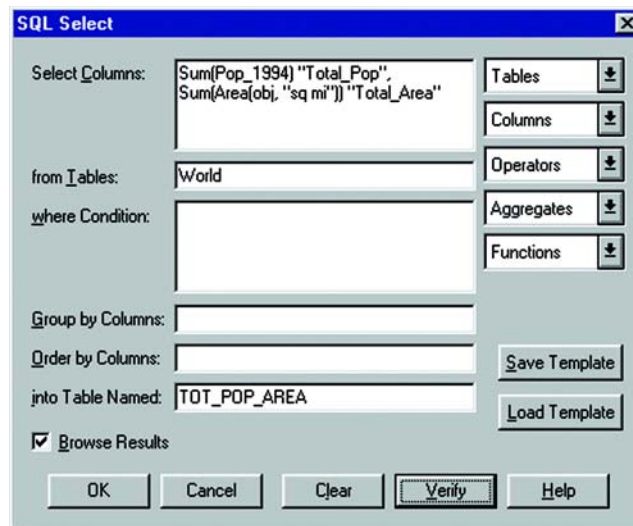 SQL Select
Select Columns:
Sum(Pop_1994) "Total_Pop",
Sum(Area(obj, "sq mi")) "Total_Area"
Tables
Columns
from Tables:
World
Operators
where Condition:
Aggregates
Functions
Group by Columns:
Order by Columns:
Save Template
into Table Named:
TOT_POP_AREA
Load Template
Browse Results
OK
Cancel
Clear
Verify
Help